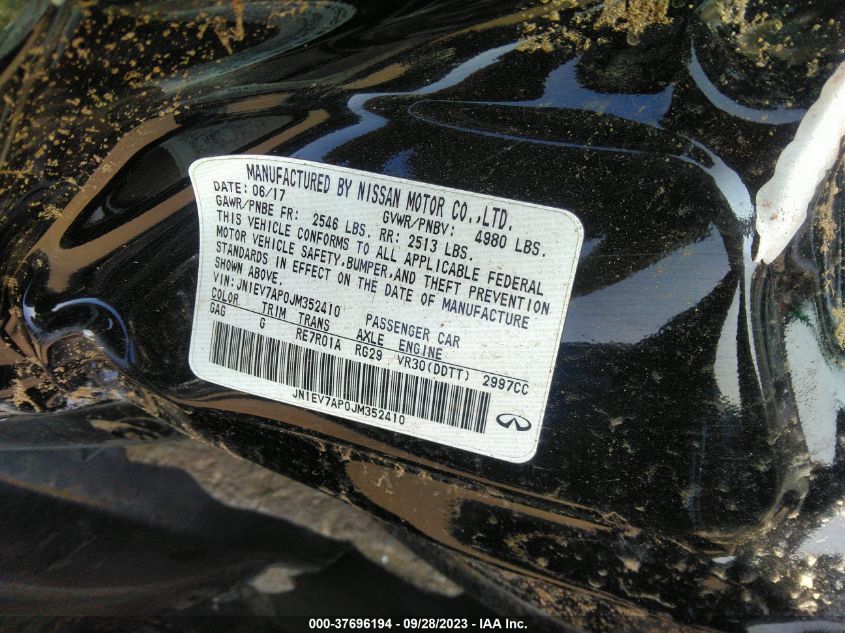 MANUFACTURED BY NISSAN MOTOR CO.,LTD.
DATE: 06/17 GVWR/PNBV: 4980 LBS.
GAWR/PNBE FR: 2546 LBS. RR: 2513 LBS.
THIS VEHICLE CONFORMS TO ALL APPLICABLE FEDERAL
MOTOR VEHICLE SAFETY,BUMPER,AND THEFT PREVENTION
STANDARDS IN EFFECT ON THE DATE OF MANUFACTURE
SHOWN ABOVE.
VIN:JN1EV7AP0JM352410 PASSENGER CAR
COLOR TRIM TRANS AXLE ENGINE
GAG G RE7R01A RG29 VR30(DDTT) 2997CC
JN1EV7AP0JM352410
000-37696194 - 09/28/2023 - IAA Inc.